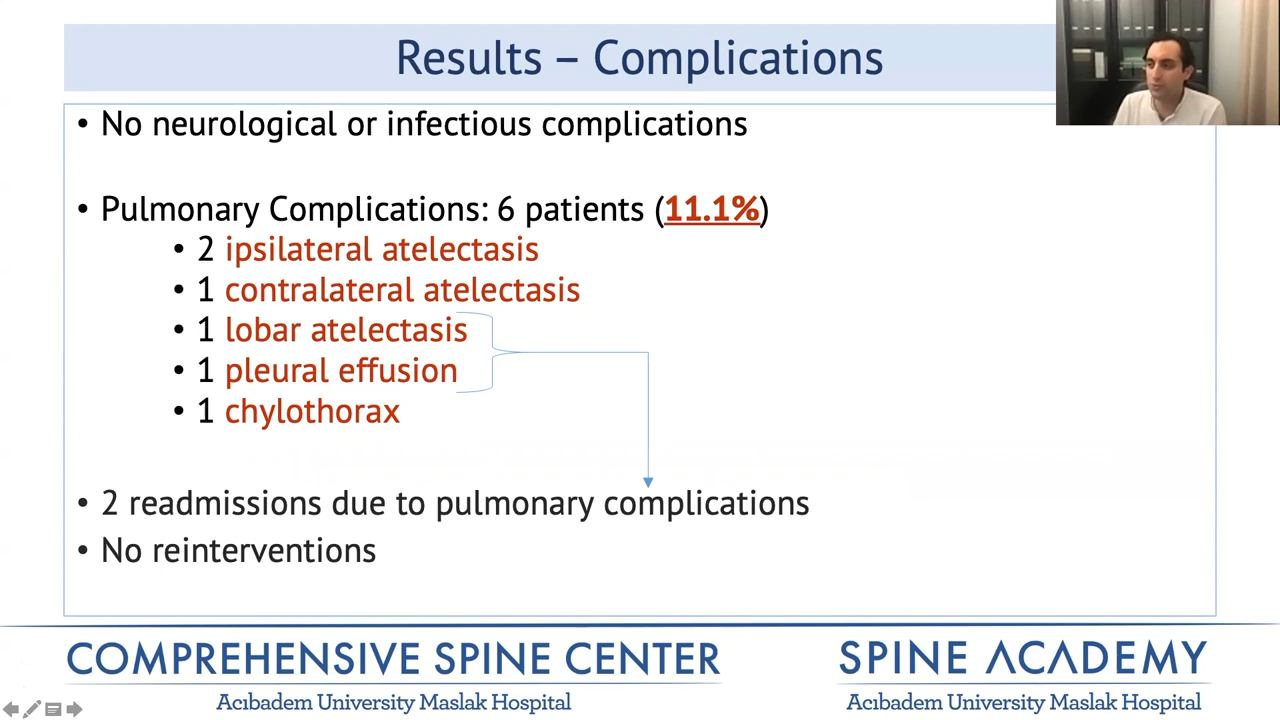 Results – Complications
• No neurological or infectious complications
• Pulmonary Complications: 6 patients (11.1%)
• 2 ipsilateral atelectasis
• 1 contralateral atelectasis
• 1 lobar atelectasis
• 1 pleural effusion
• 1 chylothorax
• 2 readmissions due to pulmonary complications
• No reinterventions
COMPREHENSIVE SPINE CENTER
Acıbadem University Maslak Hospital
SPINE ACADEMY
Acıbadem University Maslak Hospital